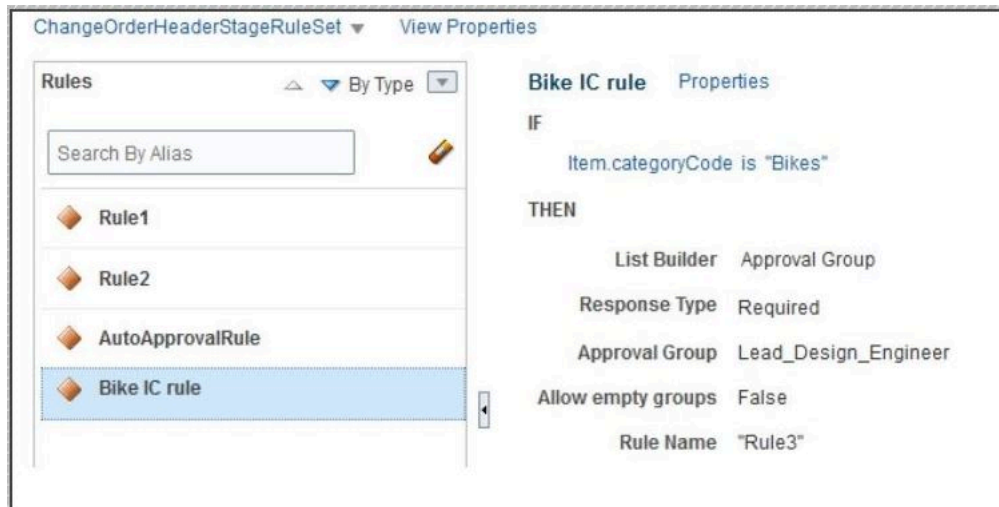 ChangeOrderHeaderStageRuleSet View Properties
Rules By Type
Search By Alias
Rule1
Rule2
AutoApprovalRule
Bike IC rule
Bike IC rule Properties
IF
Item.categoryCode is "Bikes"
THEN
List Builder Approval Group
Response Type Required
Approval Group Lead_Design_Engineer
Allow empty groups False
Rule Name "Rule3"